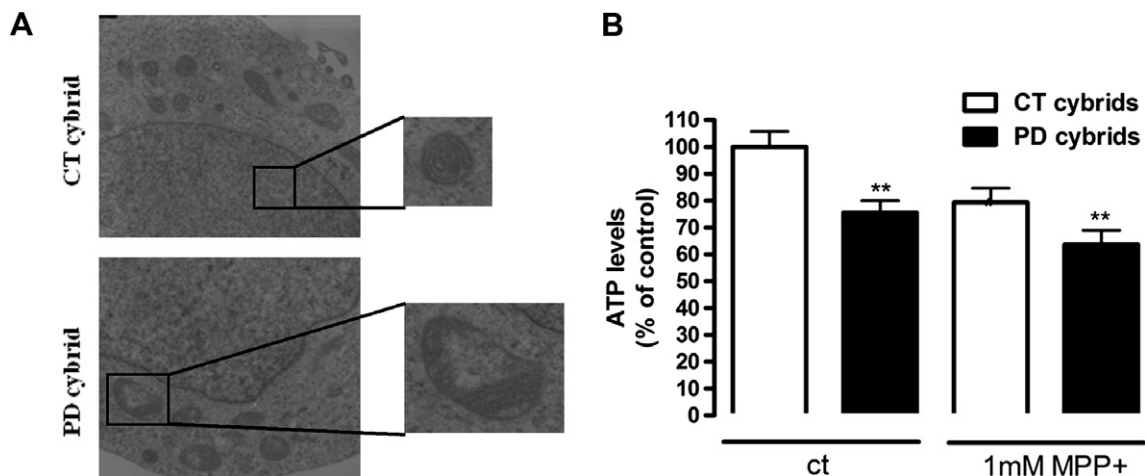 A
CT cybrid
PD cybrid
B
CT cybrids
PD cybrids
ATP levels
(% of control)
110
100
90
80
70
60
50
40
30
20
10
0
**
#
**
ct
1mM MPP+